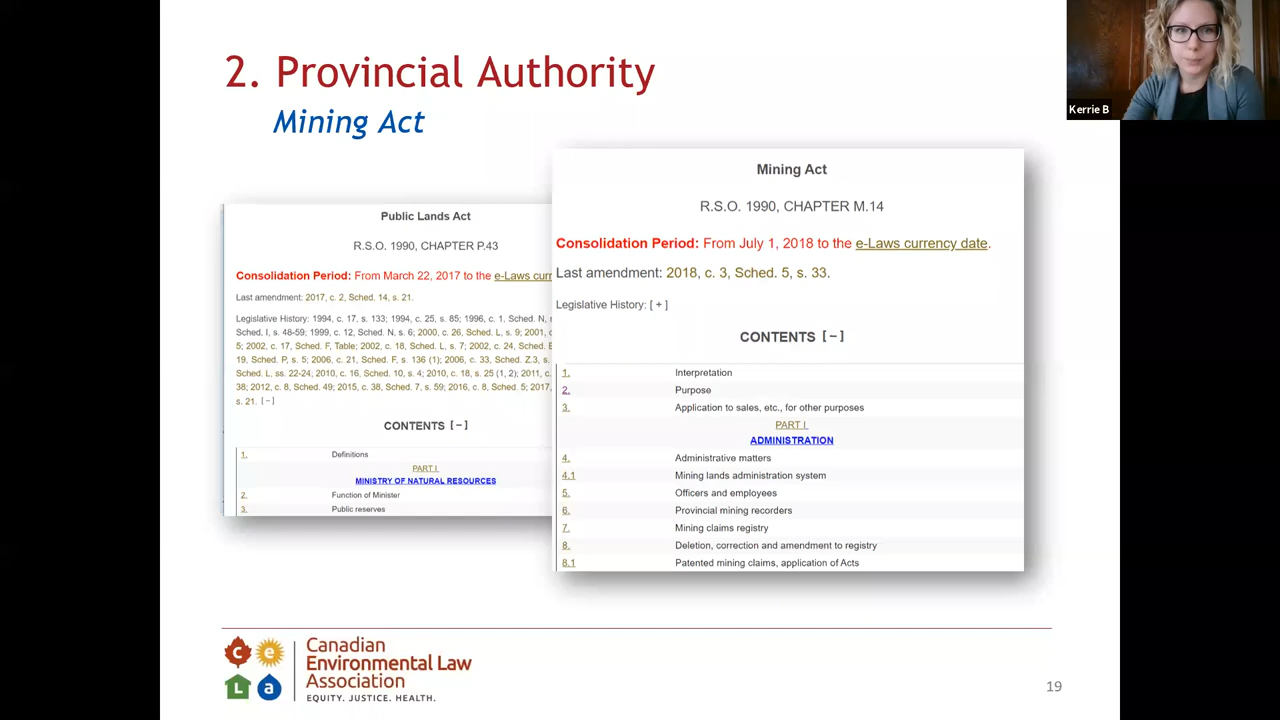 2. Provincial Authority
Mining Act
Kerrie B
Public Lands Act
R.S.O. 1990, CHAPTER P.43
Consolidation Period: From March 22, 2017 to the e-Laws curr
Last amendment: 2017, c. 2, Sched. 14, s. 21.
Legislative History: 1994, c. 17, s. 133; 1994, c. 25, s. 85; 1996, c. 1, Sched. N, s
Sched. I, s. 48-59; 1999, c. 12, Sched. N, s. 6; 2000, c. 26, Sched. L, s. 9; 2001, c
5; 2002, c. 17, Sched. F, Table; 2002, c. 18, Sched. L, s. 7; 2002, c. 24, Sched. B
19, Sched. P, s. 5; 2006, c. 21, Sched. F, s. 136 (1); 2006, c. 33, Sched. Z.3, s.
Sched. L, ss. 22-24; 2010, c. 16, Sched. 10, s. 4; 2010, c. 18, s. 25 (1, 2); 2011, c.
38; 2012, c. 8, Sched. 49; 2015, c. 38, Sched. 7, s. 59; 2016, c. 8, Sched. 5; 2017,
s. 21. [ − ]
CONTENTS [ − ]
1. Definitions
PART I
MINISTRY OF NATURAL RESOURCES
2. Function of Minister
3. Public reserves
Mining Act
R.S.O. 1990, CHAPTER M.14
Consolidation Period: From July 1, 2018 to the e-Laws currency date.
Last amendment: 2018, c. 3, Sched. 5, s. 33.
Legislative History: [ + ]
CONTENTS [ − ]
1. Interpretation
2. Purpose
3. Application to sales, etc., for other purposes
PART I
ADMINISTRATION
4. Administrative matters
4.1 Mining lands administration system
5. Officers and employees
6. Provincial mining recorders
7. Mining claims registry
8. Deletion, correction and amendment to registry
8.1 Patented mining claims, application of Acts
c e L a
Canadian
Environmental Law
Association
EQUITY. JUSTICE. HEALTH.
19